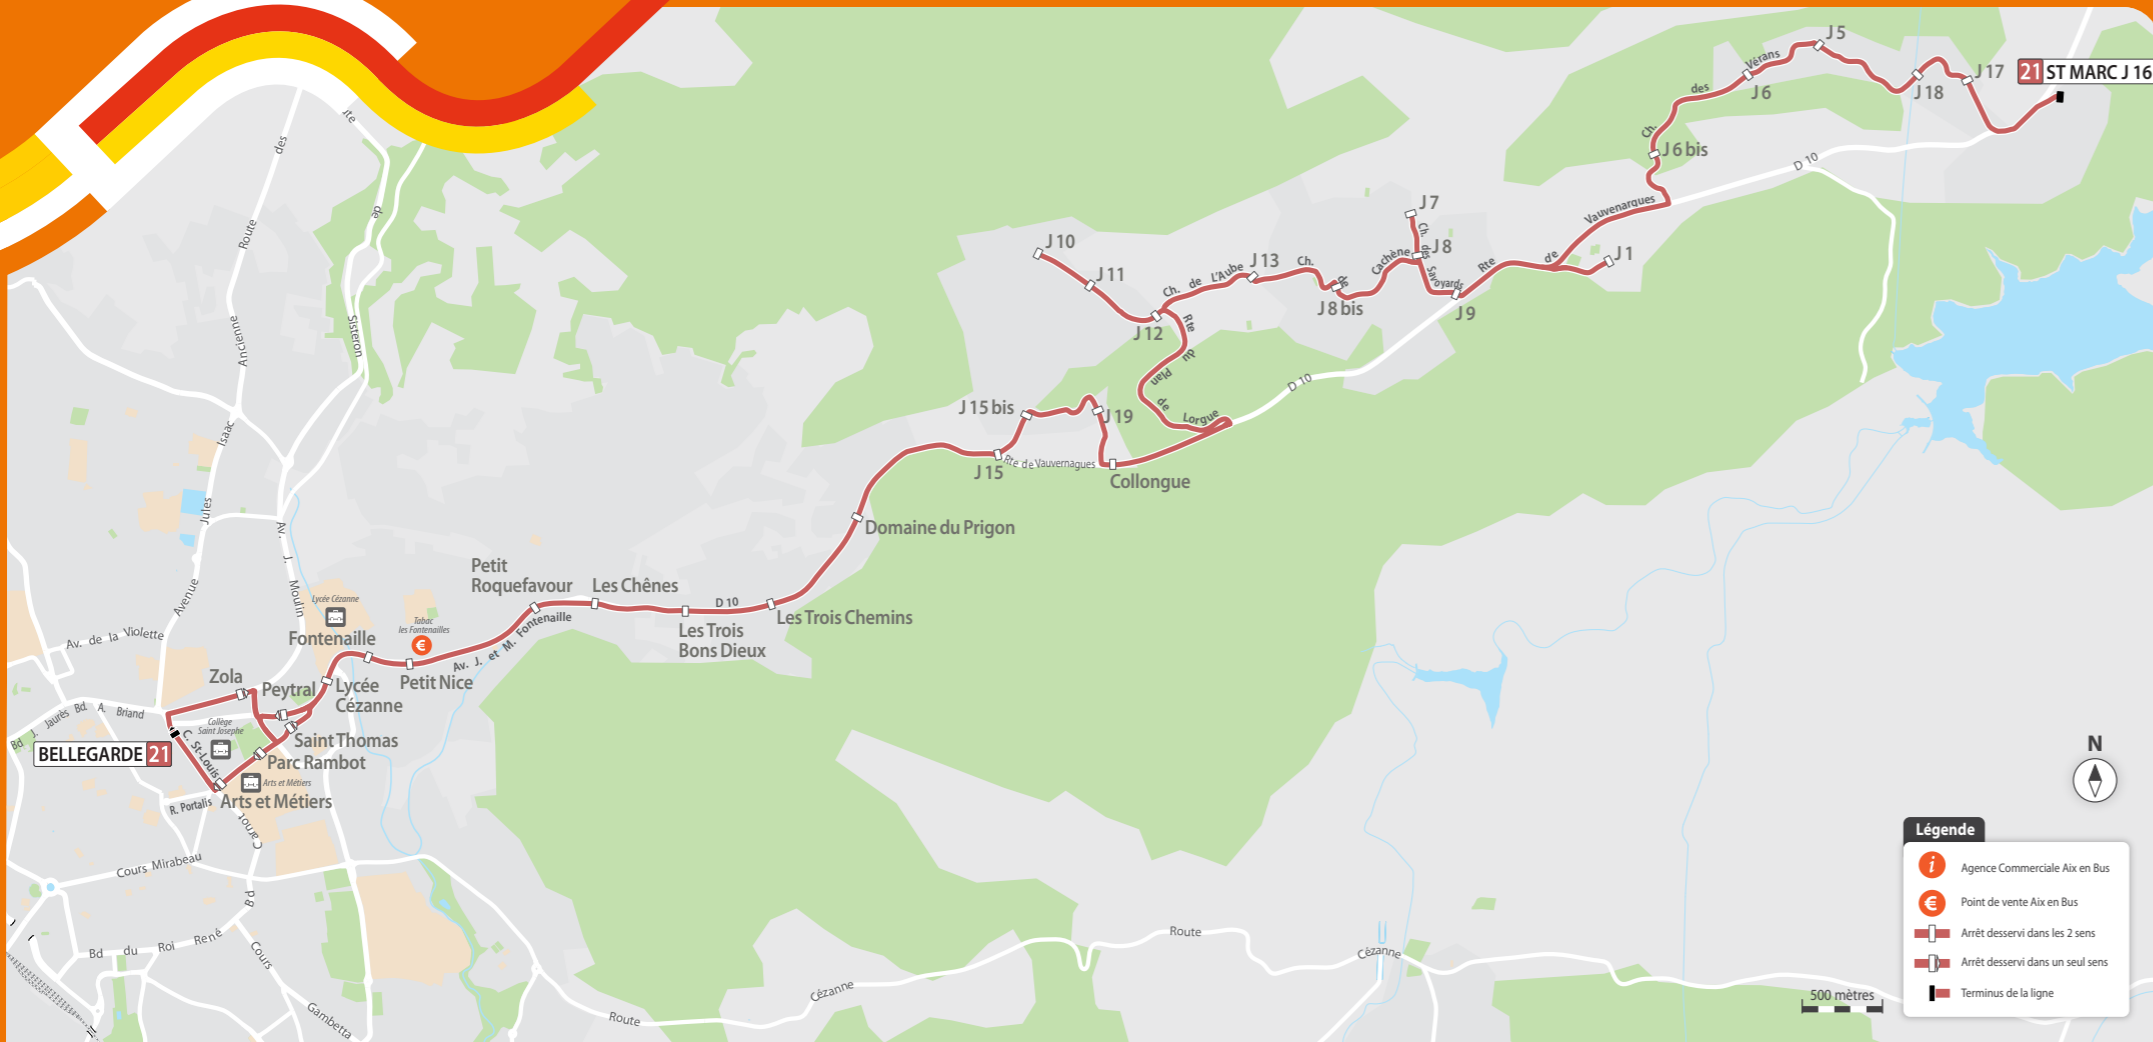 J 5
Vérans
des
J 6
J 18
J 17
21 ST MARC J 16
Ch.
J 6 bis
D 10
Vauvenargues
J 7
Ch. des
J 8
Savoyards
J 1
Rte
de
J 9
J 10
J 11
Ch. de L'Aube
J 13
Ch.
de
Cachène
J 8 bis
J 12
Rte
du
Plan
de
Lorgue
D 10
J 15 bis
J 19
J 15
Rte de Vauvernagues
Collongue
Domaine du Prigon
Route
des
de
Sisteron
Ancienne
Isaac
Jules
Avenue
Av. J. Moulin
Petit
Roquefavour
Les Chênes
D 10
Les Trois Chemins
Les Trois
Bons Dieux
Lycée Cézanne
Fontenaille
Tabac
les Fontenailles
€
Av. J. et M. Fontenaille
Petit Nice
Av. de la Violette
Zola
Peytral
Lycée
Cézanne
Bd J. Jaurès
Bd A. Briand
Collège
Saint Josephe
C. St-Louis
BELLEGARDE 21
Saint Thomas
Parc Rambot
Arts et Métiers
Arts et Métiers
R. Portalis
Carnot
Bd
Cours Mirabeau
Bd du Roi René
Cours
Gambetta
Route
Cézanne
Route
Cézanne
N
Légende
i Agence Commerciale Aix en Bus
€ Point de vente Aix en Bus
Arrêt desservi dans les 2 sens
Arrêt desservi dans un seul sens
Terminus de la ligne
500 mètres